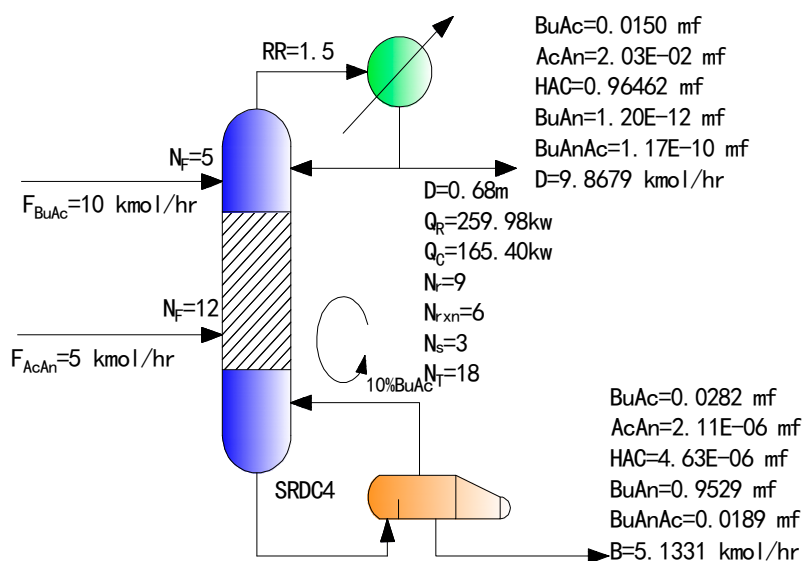 RR=1.5
N_F=5
F_BuAc=10 kmol/hr
N_F=12
F_AcAn=5 kmol/hr
BuAc=0.0150 mf
AcAn=2.03E-02 mf
HAC=0.96462 mf
BuAn=1.20E-12 mf
BuAnAc=1.17E-10 mf
D=9.8679 kmol/hr
D=0.68m
Q_R=259.98kw
Q_C=165.40kw
N_r=9
N_rxn=6
N_s=3
N_T=18
10%BuAc
SRDC4
BuAc=0.0282 mf
AcAn=2.11E-06 mf
HAC=4.63E-06 mf
BuAn=0.9529 mf
BuAnAc=0.0189 mf
B=5.1331 kmol/hr